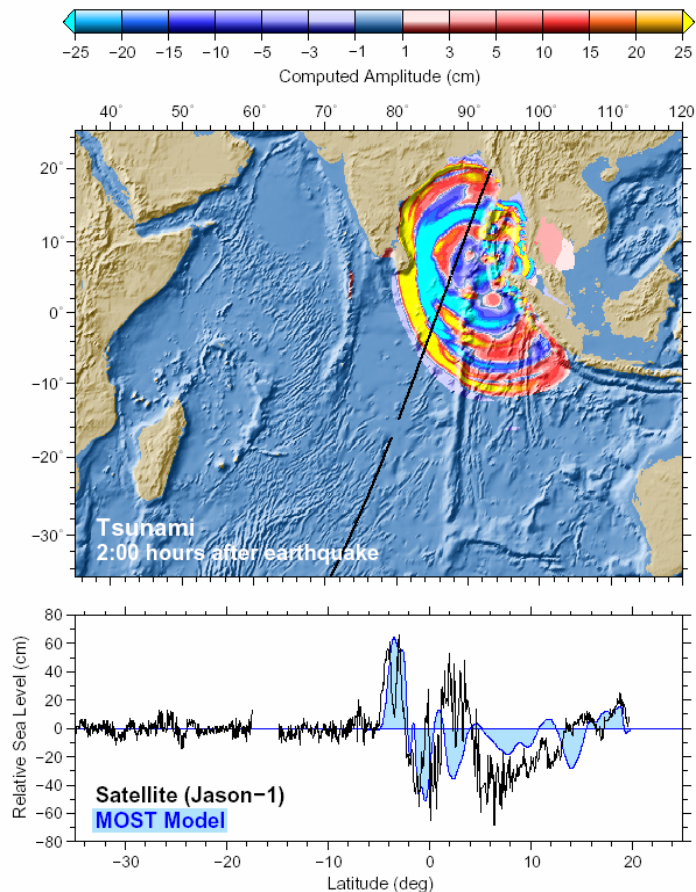 −25 −20 −15 −10 −5 −3 −1 1 3 5 10 15 20 25
Computed Amplitude (cm)
40° 50° 60° 70° 80° 90° 100° 110° 120°
20°
10°
0°
−10°
−20°
−30°
Tsunami
2:00 hours after earthquake
80
60
40
20
0
−20
−40
−60
−80
Relative Sea Level (cm)
Satellite (Jason−1)
MOST Model
−30 −20 −10 0 10 20
Latitude (deg)